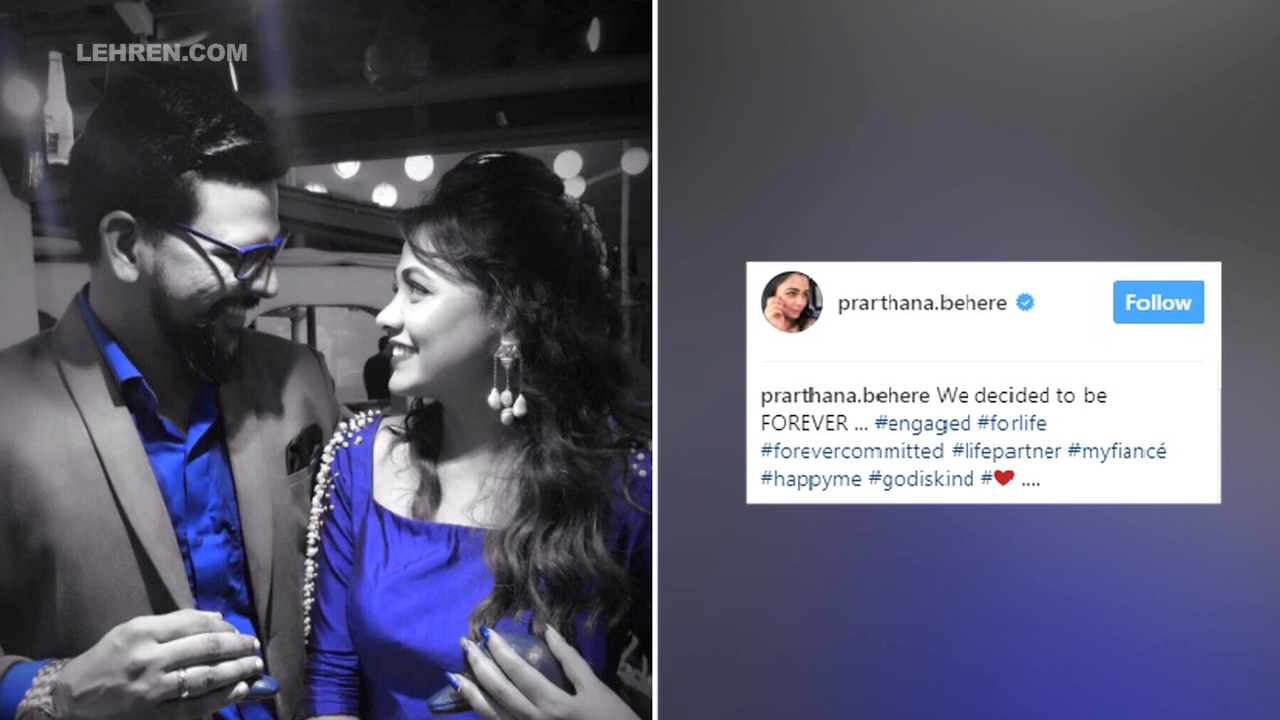 LEHREN.COM
prarthana.behere
Follow
prarthana.behere We decided to be
FOREVER ... #engaged #forlife
#forevercommitted #lifepartner #myfiancé
#happyme #godiskind #❤ ....